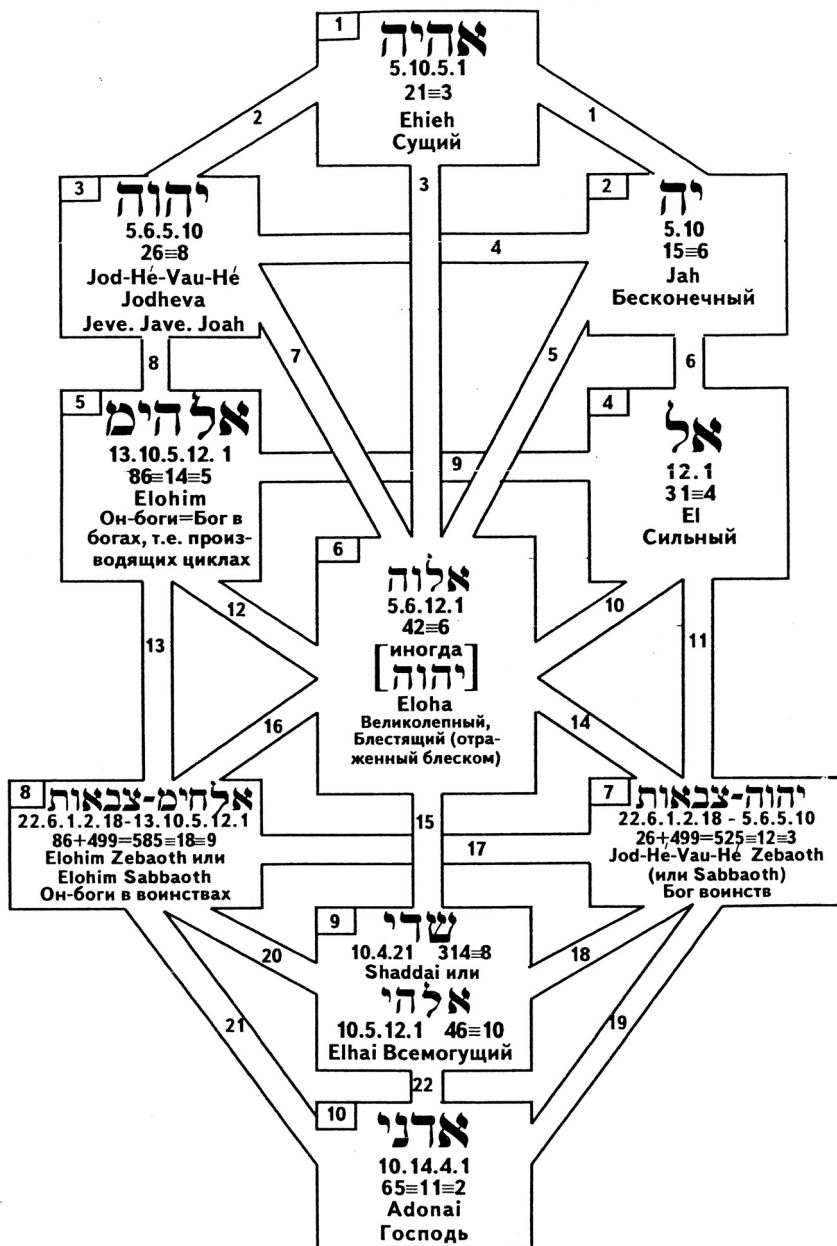 1
אהיה
5.10.5.1
21≡3
Ehieh
Сущий
2
1
3
3
יהוה
5.6.5.10
26≡8
Jod-Hé-Vau-Hé
Jodheva
Jeve. Jave. Joah
2
יה
5.10
15≡6
Jah
Бесконечный
4
7
5
8
6
5
אלהימ
13.10.5.12. 1
86≡14≡5
Elohim
Он-боги=Бог в
богах, т.е. произ-
водящих циклах
4
אל
12.1
31≡4
El
Сильный
9
6
אלוה
5.6.12.1
42≡6
[иногда
יהוה]
Eloha
Великолепный,
Блестящий (отра-
женный блеском)
12
10
13
11
16
14
8
אלחימ-צבאות
22.6.1.2.18-13.10.5.12.1
86+499=585≡18≡9
Elohim Zebaoth или
Elohim Sabbaoth
Он-боги в воинствах
7
יהוה-צבאות
22.6.1.2.18 - 5.6.5.10
26+499=525≡12≡3
Jod-Hé-Vau-Hé Zebaoth
(или Sabbaoth)
Бог воинств
15
17
9
שדי
10.4.21 314≡8
Shaddai или
אלהי
10.5.12.1 46≡10
Elhai Всемогущий
20
18
21
19
22
10
אדני
10.14.4.1
65≡11≡2
Adonai
Господь